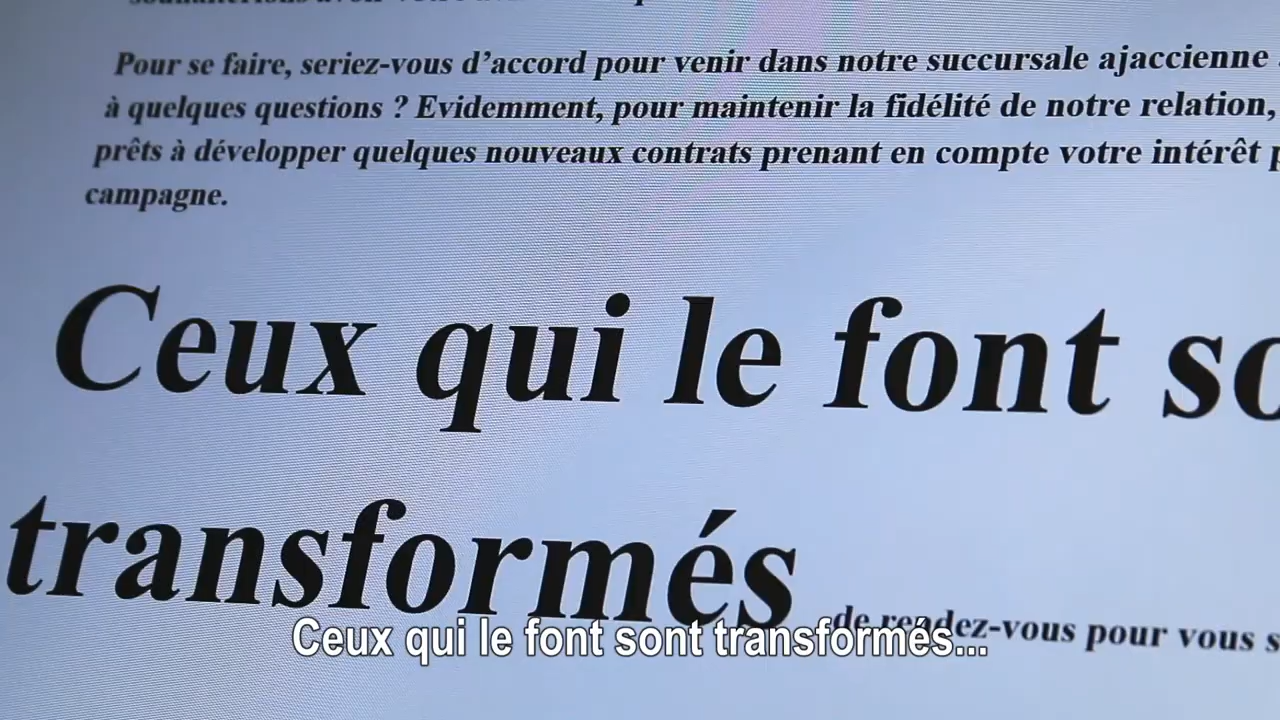 Pour se faire, seriez-vous d'accord pour venir dans notre succursale ajaccienne
à quelques questions ? Evidemment, pour maintenir la fidélité de notre relation,
prêts à développer quelques nouveaux contrats prenant en compte votre intérêt
campagne.
Ceux qui le font
transformés
de rendez-vous pour vous
Ceux qui le font sont transformés...